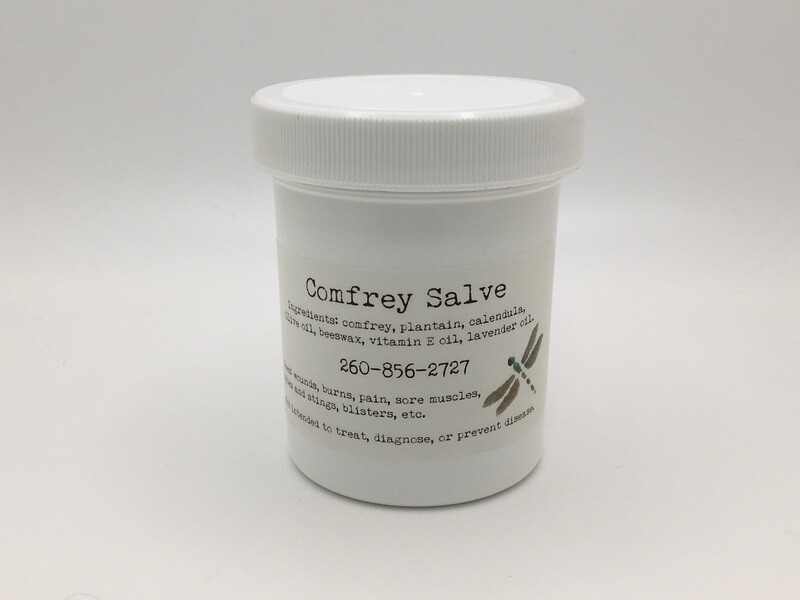 Comfrey Salve
Ingredients: comfrey, plantain, calendula,
olive oil, beeswax, vitamin E oil, lavender oil.
260-856-2727
wounds, burns, pain, sore muscles,
and stings, blisters, etc.
intended to treat, diagnose, or prevent disease.